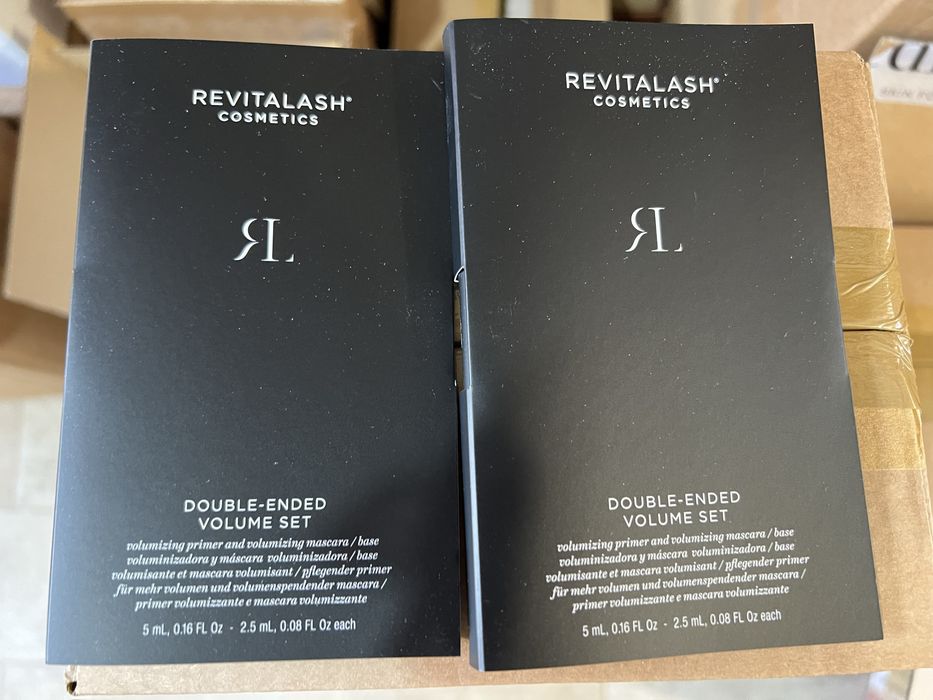 REVITALASH®
COSMETICS
RL
DOUBLE-ENDED
VOLUME SET
volumizing primer and volumizing mascara / base
voluminizadora y máscara voluminizadora / base
volumisante et mascara volumisant / pflegender primer
für mehr volumen und volumenspendender mascara /
primer volumizzante e mascara volumizzante
5 mL, 0.16 FL Oz - 2.5 mL, 0.08 FL Oz each
REVITALASH®
COSMETICS
RL
DOUBLE-ENDED
VOLUME SET
volumizing primer and volumizing mascara / base
voluminizadora y máscara voluminizadora / base
volumisante et mascara volumisant / pflegender primer
für mehr volumen und volumenspendender mascara /
primer volumizzante e mascara volumizzante
5 mL, 0.16 FL Oz - 2.5 mL, 0.08 FL Oz each